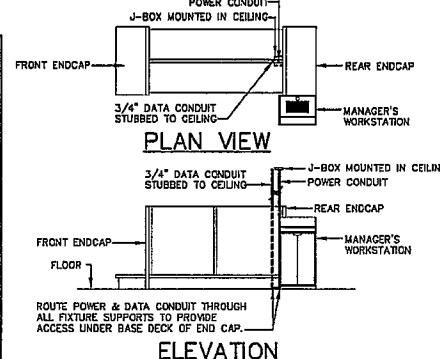 POWER CONDUIT
J-BOX MOUNTED IN CEILING
FRONT ENDCAP
REAR ENDCAP
3/4" DATA CONDUIT
STUBBED TO CEILING
MANAGER'S
WORKSTATION
PLAN VIEW
3/4" DATA CONDUIT
STUBBED TO CEILING
J-BOX MOUNTED IN CEILIN
POWER CONDUIT
REAR ENDCAP
FRONT ENDCAP
MANAGER'S
WORKSTATION
FLOOR
ROUTE POWER & DATA CONDUIT THROUGH
ALL FIXTURE SUPPORTS TO PROVIDE
ACCESS UNDER BASE DECK OF END CAP.
ELEVATION